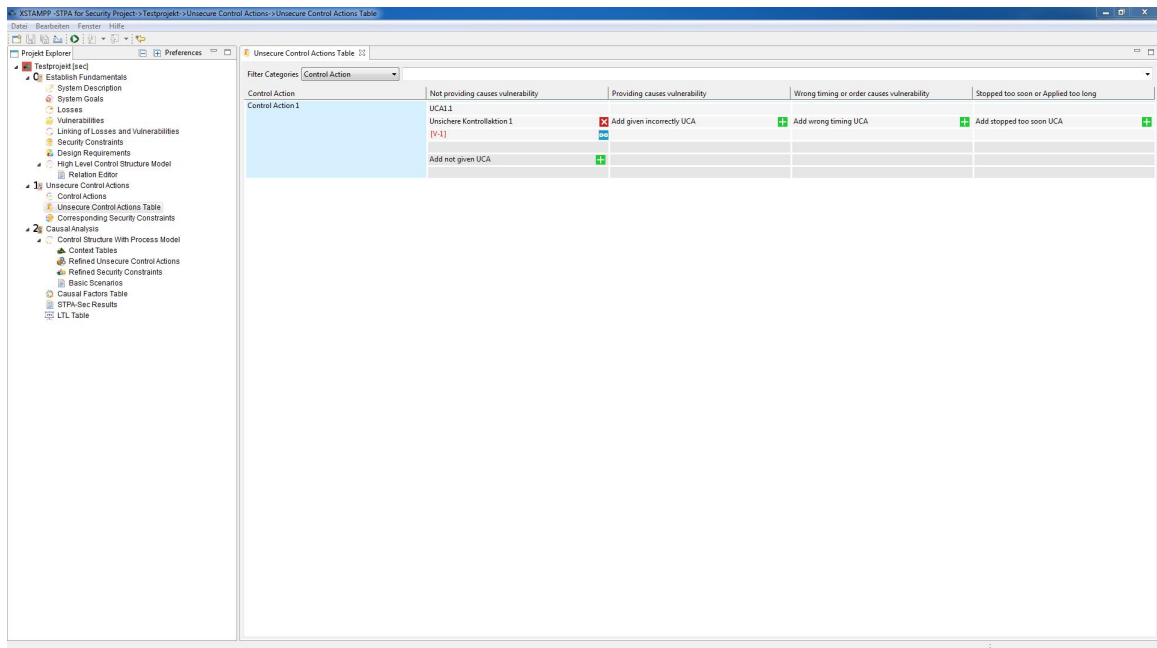 XSTAMPP -STPA for Security Project->Testprojekt->Unsecure Control Actions->Unsecure Control Actions Table
Datei Bearbeiten Fenster Hilfe
Projekt Explorer
Preferences
Testprojekt [sec]
Establish Fundamentals
System Description
System Goals
Losses
Vulnerabilities
Linking of Losses and Vulnerabilities
Security Constraints
Design Requirements
High Level Control Structure Model
Relation Editor
Unsecure Control Actions
Control Actions
Unsecure Control Actions Table
Corresponding Security Constraints
Causal Analysis
Control Structure With Process Model
Context Tables
Refined Unsecure Control Actions
Refined Security Constraints
Basic Scenarios
Causal Factors Table
STPA-Sec Results
LTL Table
Unsecure Control Actions Table
Filter Categories Control Action
Control Action Not providing causes vulnerability Providing causes vulnerability Wrong timing or order causes vulnerability Stopped too soon or Applied too long
Control Action 1
UCA1.1
Unsichere Kontrollaktion 1 Add given incorrectly UCA Add wrong timing UCA Add stopped too soon UCA
[V-1]
Add not given UCA